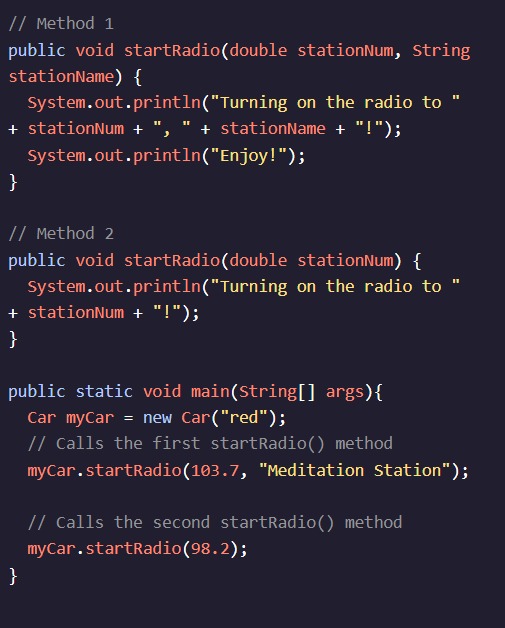 // Method 1
public void startRadio(double stationNum, String
stationName) {
  System.out.println("Turning on the radio to "
+ stationNum + ", " + stationName + "!");
  System.out.println("Enjoy!");
}

// Method 2
public void startRadio(double stationNum) {
  System.out.println("Turning on the radio to "
+ stationNum + "!");
}

public static void main(String[] args){
  Car myCar = new Car("red");
  // Calls the first startRadio() method
  myCar.startRadio(103.7, "Meditation Station");

  // Calls the second startRadio() method
  myCar.startRadio(98.2);
}